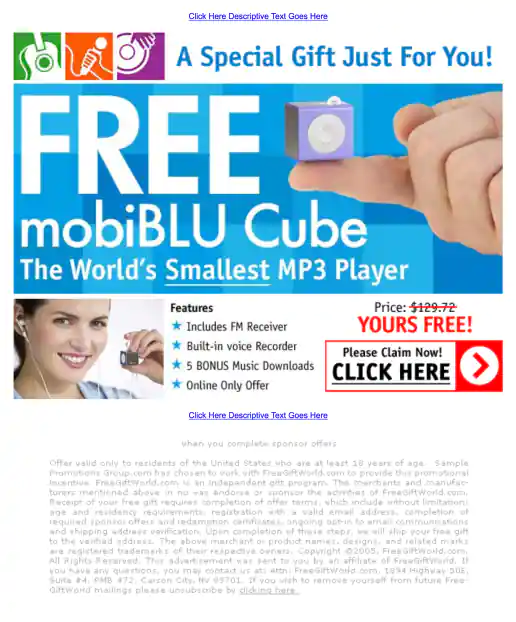 Click Here Descriptive Text Goes Here
A Special Gift Just For You!
FREE
mobiBLU Cube
The World's Smallest MP3 Player
Features
Includes FM Receiver
Built-in voice Recorder
5 BONUS Music Downloads
Online Only Offer
Price: $129.72
YOURS FREE!
Please Claim Now!
CLICK HERE
Click Here Descriptive Text Goes Here
when you complete sponsor offers
Offer valid only to residents of the United States who are at least 18 years of age. Sample
Promotions Group.com has chosen to work with FreeGiftWorld.com to provide this promotional
incentive. FreeGiftWorld.com is an independent gift program. The merchants and manufac-
turers mentioned above in no way endorse or sponsor the activities of FreeGiftWorld.com.
Receipt of your free gift requires completion of offer terms, which include without limitation:
age and residency requirements, registration with a valid email address, completion of
required sponsor offers and redemption certificates, ongoing opt-in to email communications
and shipping address verification. Upon completion of those steps, we will ship your free gift
to the verified address. The above merchant or product names, designs, and related marks
are registered trademarks of their respective owners. Copyright ©2005, FreeGiftWorld.com.
All Rights Reserved. This advertisement was sent to you by an affiliate of FreeGiftWorld. If
you have any questions, you may contact us at: Attn: FreeGiftWorld.com, 1894 Highway 50E,
Suite #4, PMB #72, Carson City, NV 89701. If you wish to remove yourself from future Free-
GiftWorld mailings please unsubscribe by clicking here.